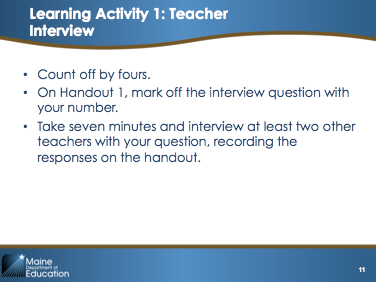 Learning Activity 1: Teacher
Interview
• Count off by fours.
• On Handout 1, mark off the interview question with
your number.
• Take seven minutes and interview at least two other
teachers with your question, recording the
responses on the handout.
Maine
Department of
Education
11